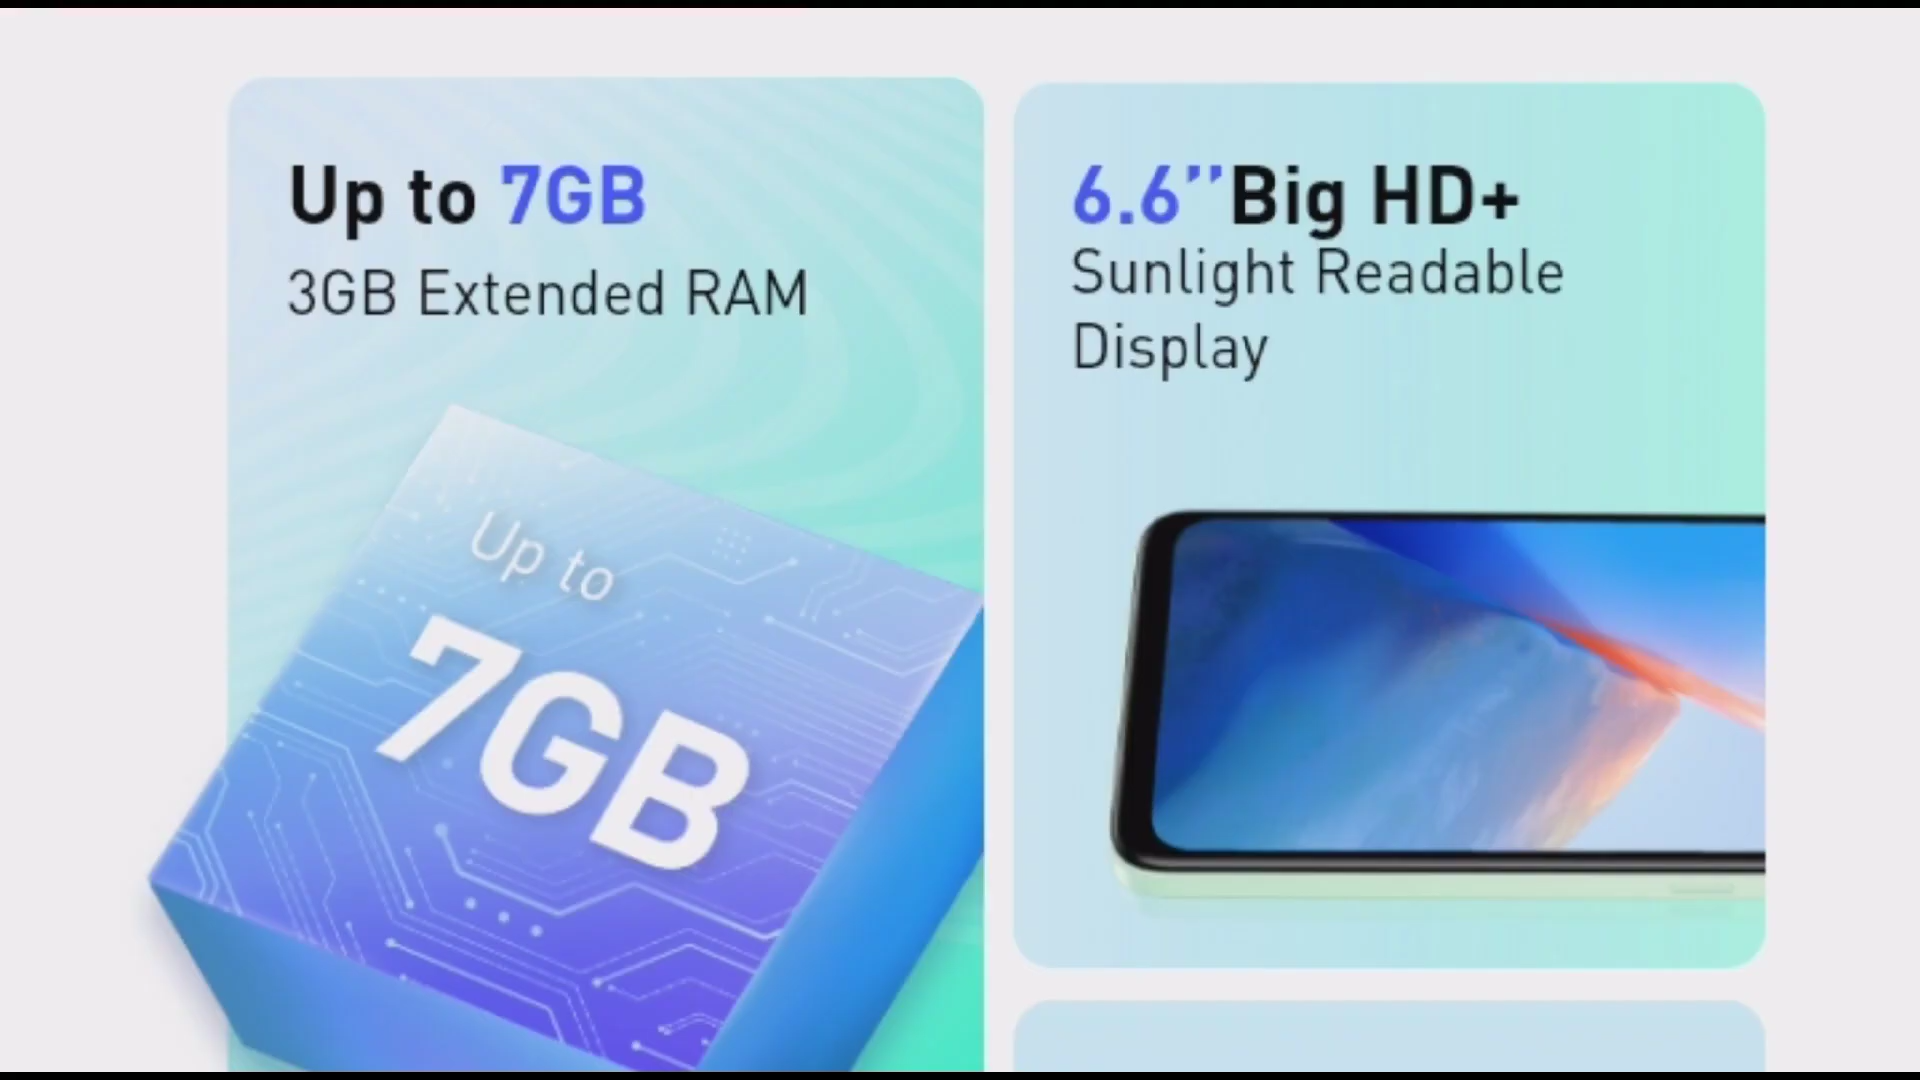 Up to 7GB
3GB Extended RAM
Up to
7GB
6.6’’Big HD+
Sunlight Readable
Display